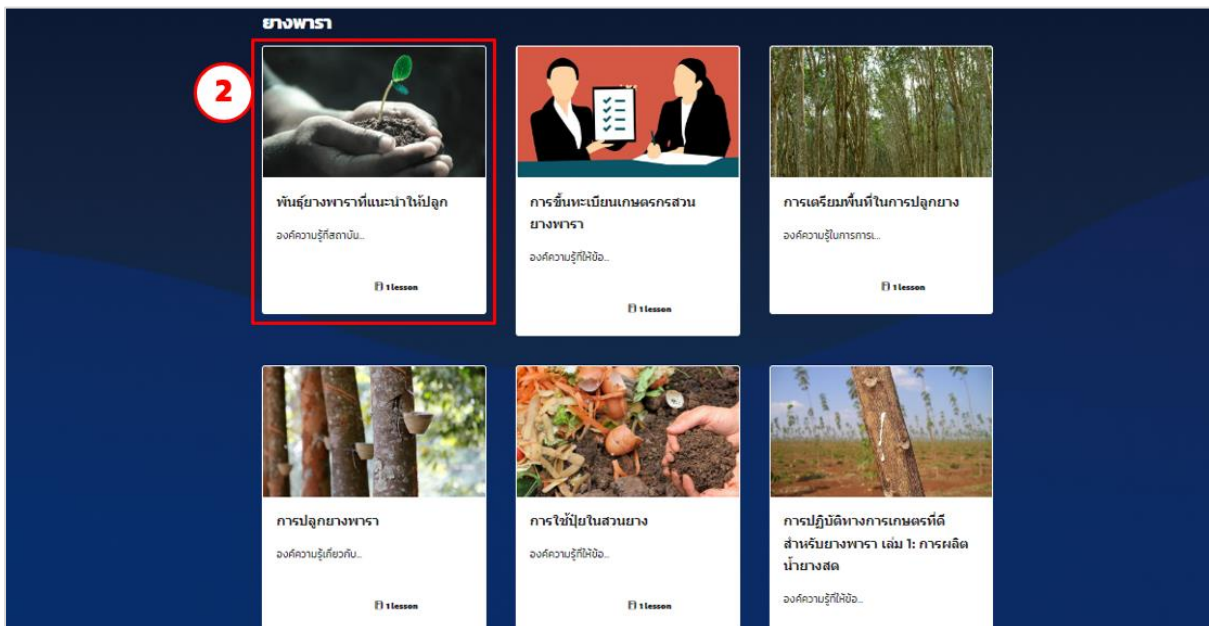 ยางพารา
2
พันธุ์ยางพาราที่แนะนำให้ปลูก
องค์ความรู้ที่สถาบัน...
1 lesson
การขึ้นทะเบียนเกษตรกรสวน
ยางพารา
องค์ความรู้ที่ให้ข้อ...
1 lesson
การเตรียมพื้นที่ในการปลูกยาง
องค์ความรู้ในการการเ...
1 lesson
การปลูกยางพารา
องค์ความรู้เกี่ยวกับ...
1 lesson
การใช้ปุ๋ยในสวนยาง
องค์ความรู้ที่ให้ข้อ...
1 lesson
การปฏิบัติทางการเกษตรที่ดี
สำหรับยางพารา เล่ม 1: การผลิต
น้ำยางสด
องค์ความรู้ที่ให้ข้อ...